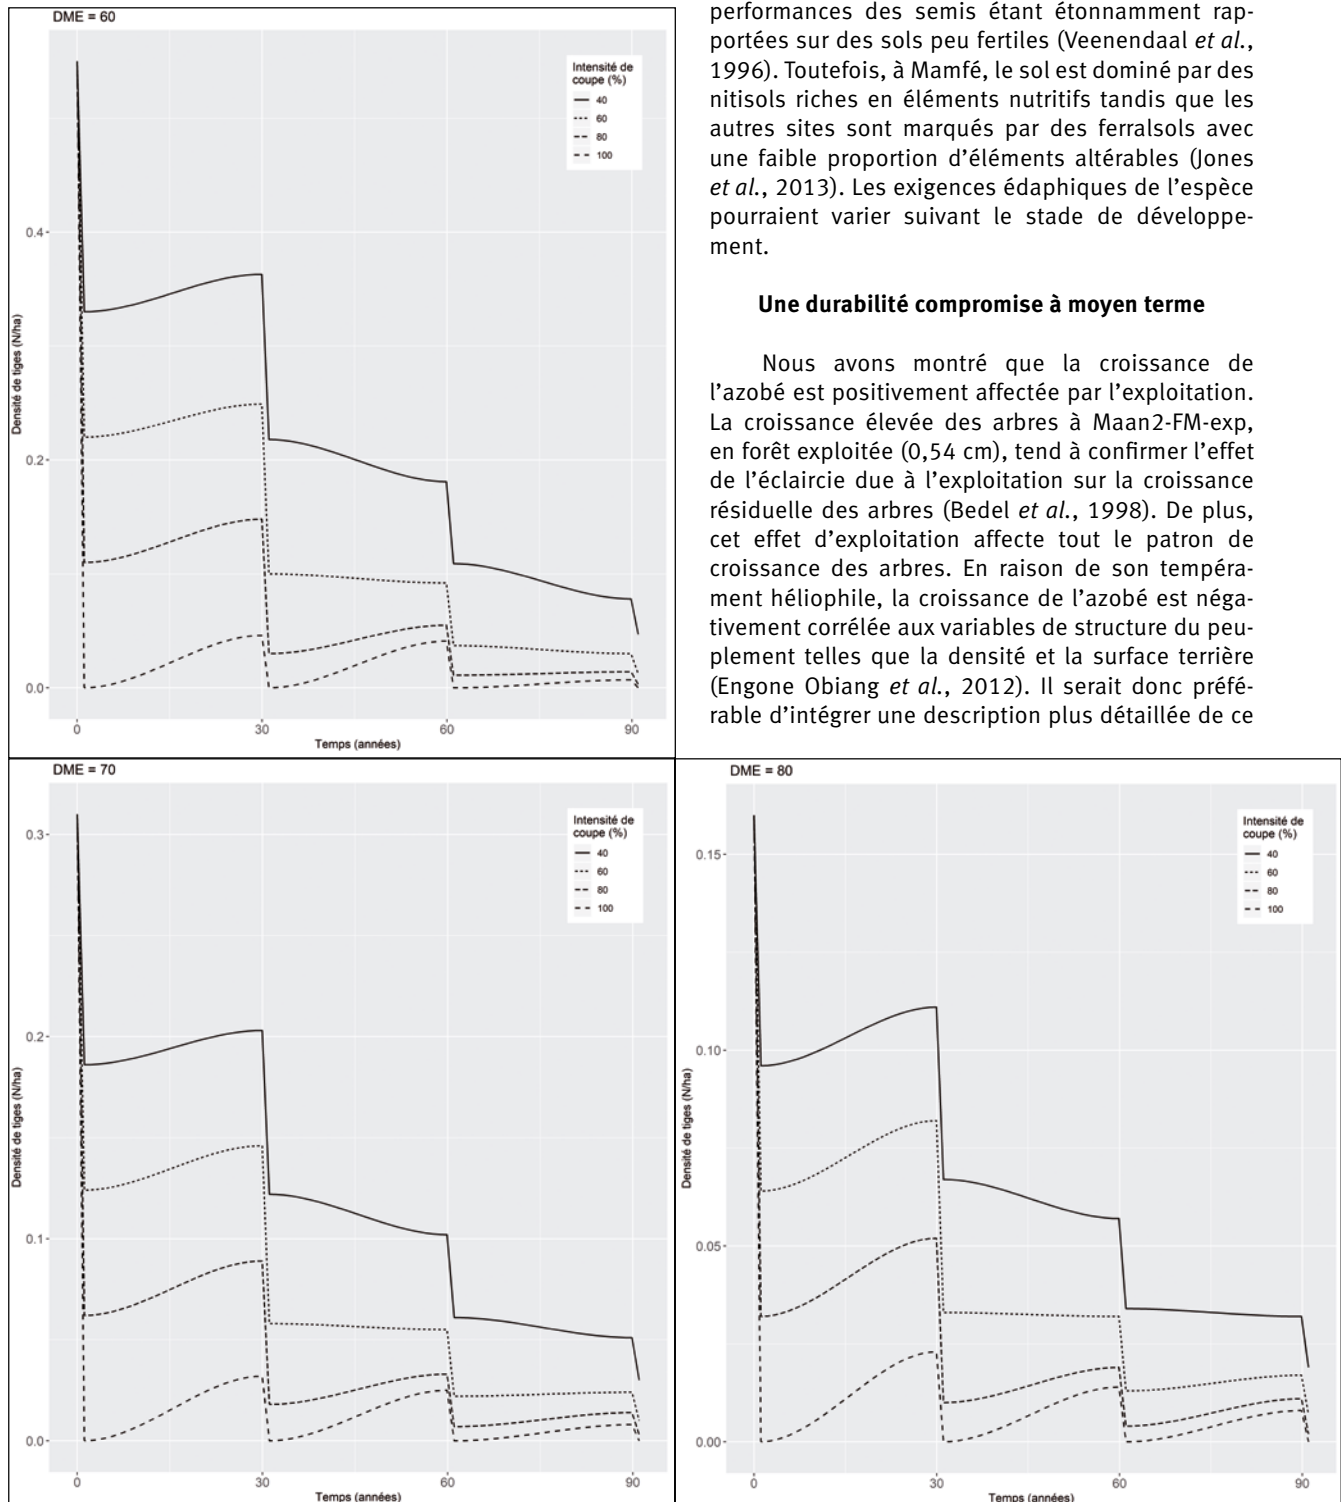 DME = 60
Intensité de
coupe (%)
40
60
80
100
Densité de tiges (N/ha)
0.4
0.2
0.0
0
30
60
90
Temps (années)
performances des semis étant étonnamment rap-
portées sur des sols peu fertiles (Veenendaal et al.,
1996). Toutefois, à Mamfé, le sol est dominé par des
nitisols riches en éléments nutritifs tandis que les
autres sites sont marqués par des ferralsols avec
une faible proportion d'éléments altérables (Jones
et al., 2013). Les exigences édaphiques de l'espèce
pourraient varier suivant le stade de développe-
ment.
Une durabilité compromise à moyen terme
Nous avons montré que la croissance de
l'azobé est positivement affectée par l'exploitation.
La croissance élevée des arbres à Maan2-FM-exp,
en forêt exploitée (0,54 cm), tend à confirmer l'effet
de l'éclaircie due à l'exploitation sur la croissance
résiduelle des arbres (Bedel et al., 1998). De plus,
cet effet d'exploitation affecte tout le patron de
croissance des arbres. En raison de son tempéra-
ment héliophile, la croissance de l'azobé est néga-
tivement corrélée aux variables de structure du peu-
plement telles que la densité et la surface terrière
(Engone Obiang et al., 2012). Il serait donc préfé-
rable d'intégrer une description plus détaillée de ce
DME = 70
Intensité de
coupe (%)
40
60
80
100
Densité de tiges (N/ha)
0.3
0.2
0.1
0.0
0
30
60
90
Temps (années)
DME = 80
Intensité de
coupe (%)
40
60
80
100
Densité de tiges (N/ha)
0.15
0.10
0.05
0.00
0
30
60
90
Temps (années)